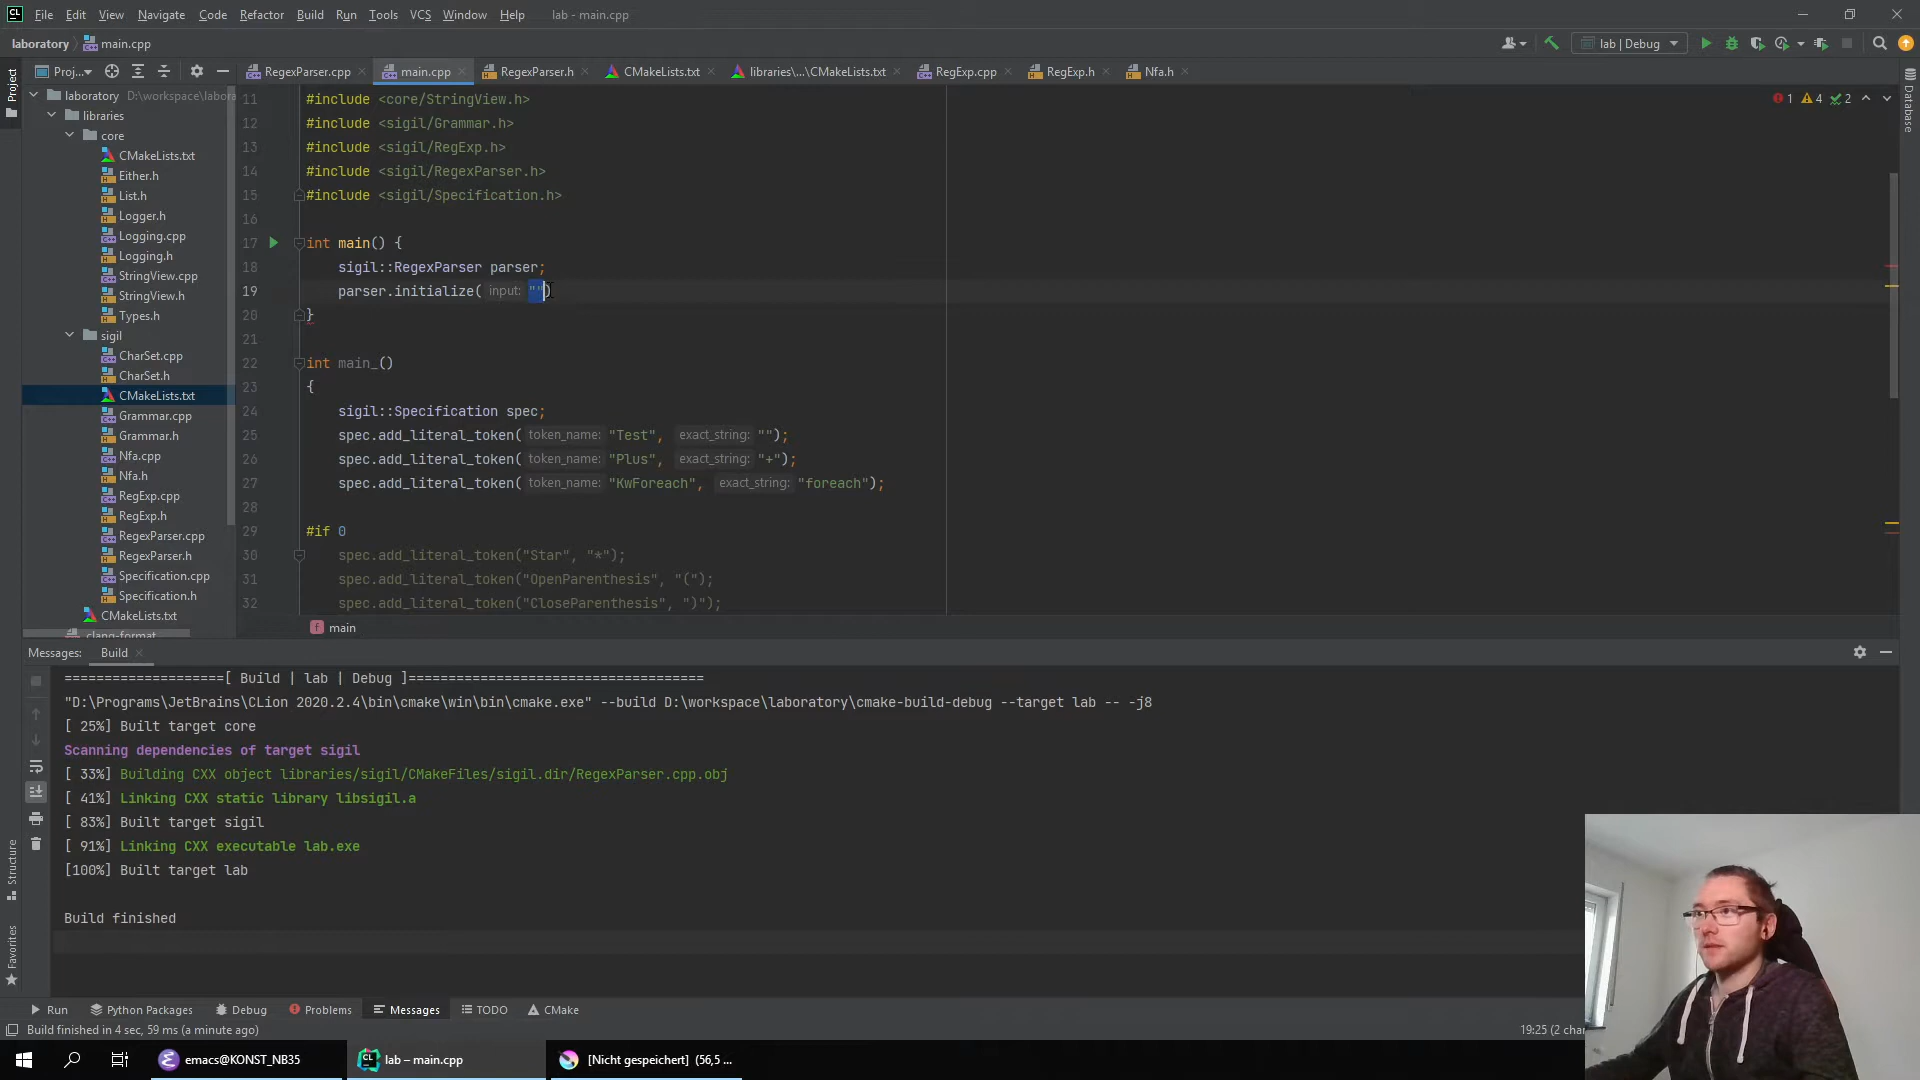 CL File Edit View Navigate Code Refactor Build Run Tools VCS Window Help lab - main.cpp
laboratory main.cpp lab | Debug
Project Proj... RegexParser.cpp main.cpp RegexParser.h CMakeLists.txt libraries\...\CMakeLists.txt RegExp.cpp RegExp.h Nfa.h Database
laboratory D:\workspace\labora
libraries
core
CMakeLists.txt
Either.h
List.h
Logger.h
Logging.cpp
Logging.h
StringView.cpp
StringView.h
Types.h
sigil
CharSet.cpp
CharSet.h
CMakeLists.txt
Grammar.cpp
Grammar.h
Nfa.cpp
Nfa.h
RegExp.cpp
RegExp.h
RegexParser.cpp
RegexParser.h
Specification.cpp
Specification.h
CMakeLists.txt
clang-format
1 4 2
11 #include <core/StringView.h>
12 #include <sigil/Grammar.h>
13 #include <sigil/RegExp.h>
14 #include <sigil/RegexParser.h>
15 #include <sigil/Specification.h>
16
17 int main() {
18 sigil::RegexParser parser;
19 parser.initialize( input: "")
20 }
21
22 int main_()
23 {
24 sigil::Specification spec;
25 spec.add_literal_token( token_name: "Test", exact_string: "");
26 spec.add_literal_token( token_name: "Plus", exact_string: "+");
27 spec.add_literal_token( token_name: "KwForeach", exact_string: "foreach");
28
29 #if 0
30 spec.add_literal_token("Star", "*");
31 spec.add_literal_token("OpenParenthesis", "(");
32 spec.add_literal_token("CloseParenthesis", ")");
f main
Messages: Build
====================[ Build | lab | Debug ]=====================================
"D:\Programs\JetBrains\CLion 2020.2.4\bin\cmake\win\bin\cmake.exe" --build D:\workspace\laboratory\cmake-build-debug --target lab -- -j8
[ 25%] Built target core
Scanning dependencies of target sigil
[ 33%] Building CXX object libraries/sigil/CMakeFiles/sigil.dir/RegexParser.cpp.obj
[ 41%] Linking CXX static library libsigil.a
[ 83%] Built target sigil
[ 91%] Linking CXX executable lab.exe
[100%] Built target lab
Build finished
Structure
Favorites
Run Python Packages Debug Problems Messages TODO CMake
Build finished in 4 sec, 59 ms (a minute ago) 19:25 (2 char
emacs@KONST_NB35 CL lab – main.cpp [Nicht gespeichert] (56,5 ...